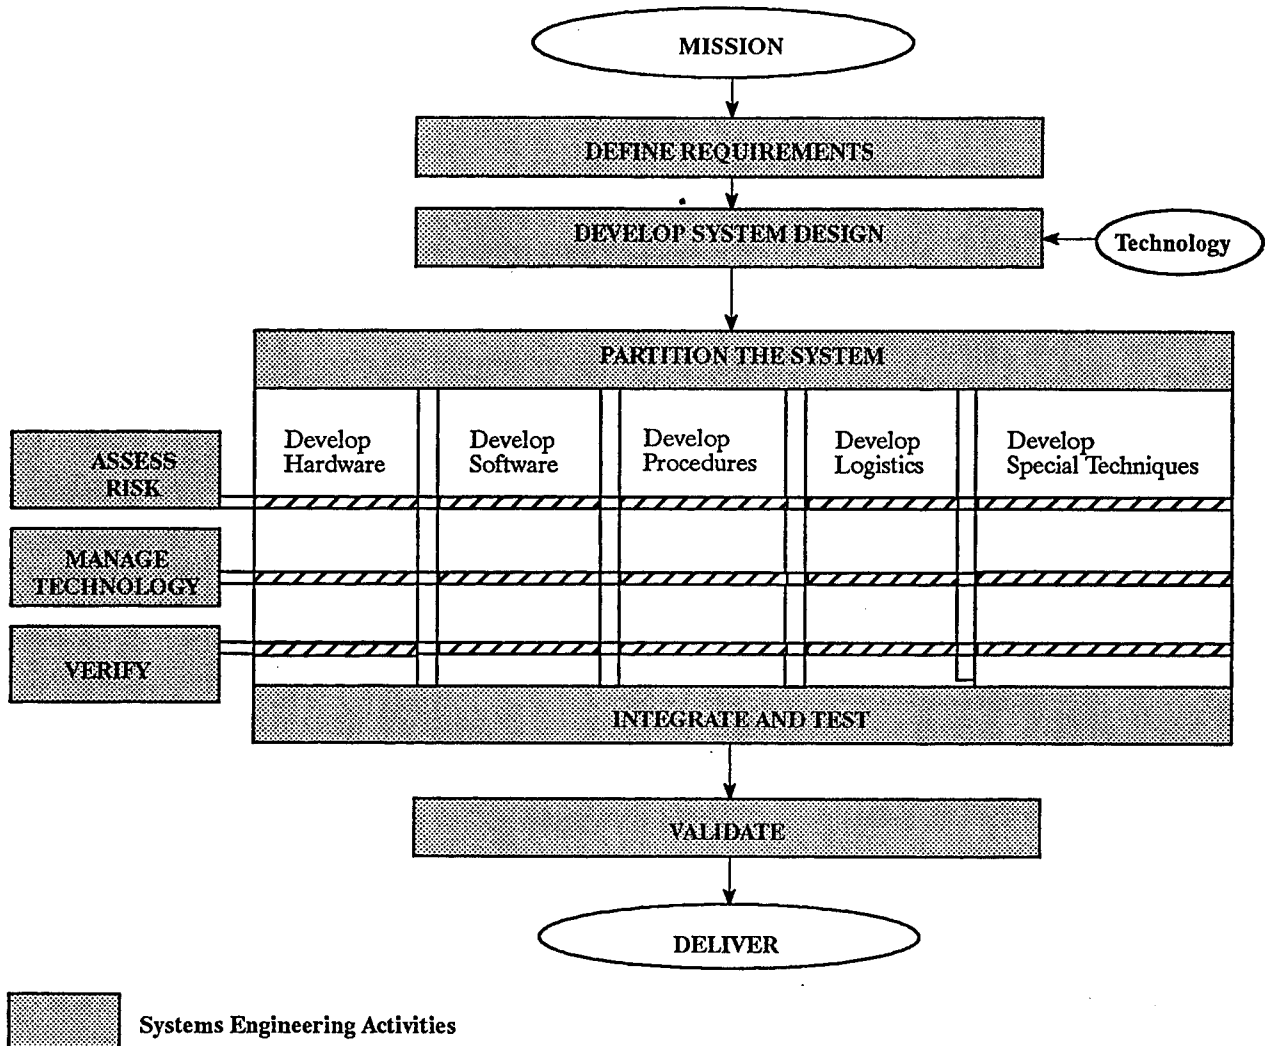 MISSION
DEFINE REQUIREMENTS
DEVELOP SYSTEM DESIGN
Technology
PARTITION THE SYSTEM
Develop
Hardware
Develop
Software
Develop
Procedures
Develop
Logistics
Develop
Special Techniques
ASSESS
RISK
MANAGE
TECHNOLOGY
VERIFY
INTEGRATE AND TEST
VALIDATE
DELIVER
Systems Engineering Activities